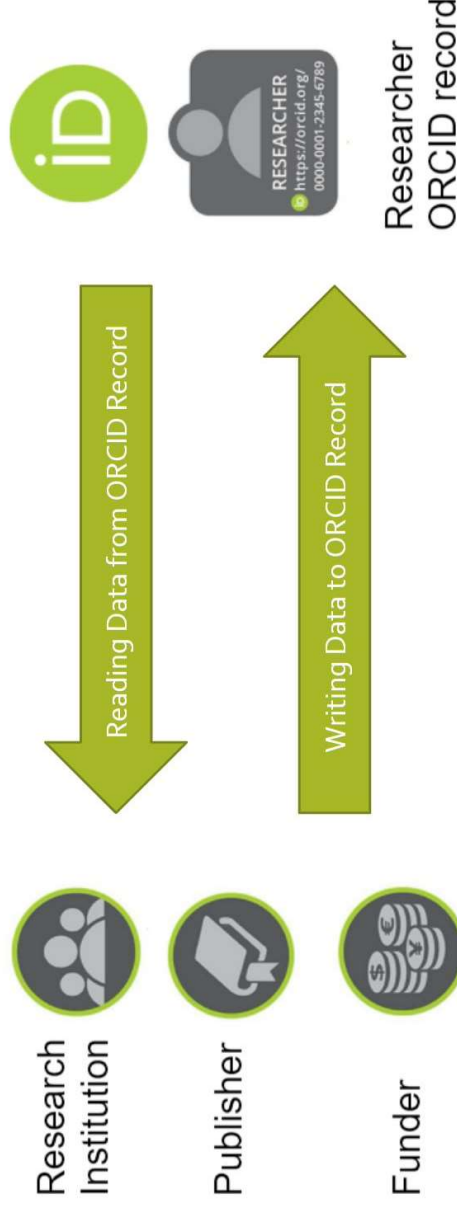 Research
Institution
Publisher
Funder
Reading Data from ORCID Record
Writing Data to ORCID Record
iD
RESEARCHER
iD https://orcid.org/
0000-0001-2345-6789
Researcher
ORCID record
$
€
¥